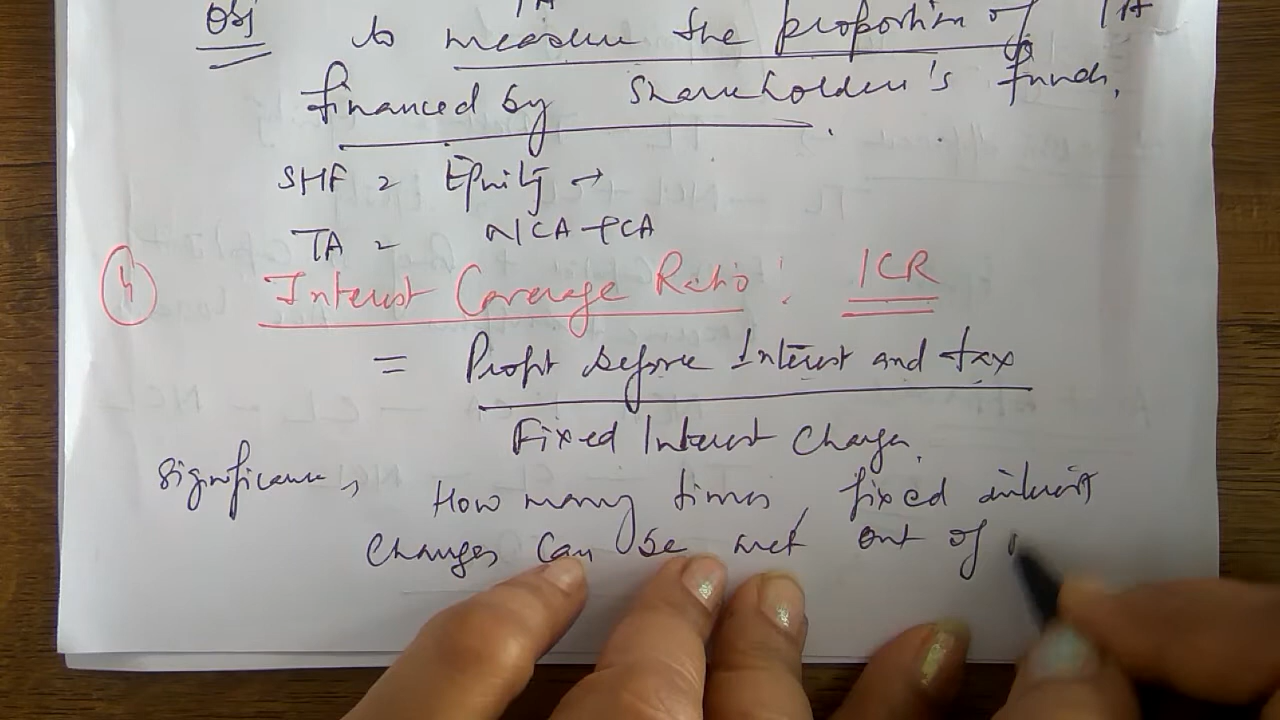 Obj to measure the proportion of TA
financed by Shareholder's funds.
SHF = Equity →
TA = NCA + CA
4 Interest Coverage Ratio: ICR
= Profit before Interest and tax
Fixed Interest Charges.
Significance, How many times, fixed interest
Charges Can be met out of